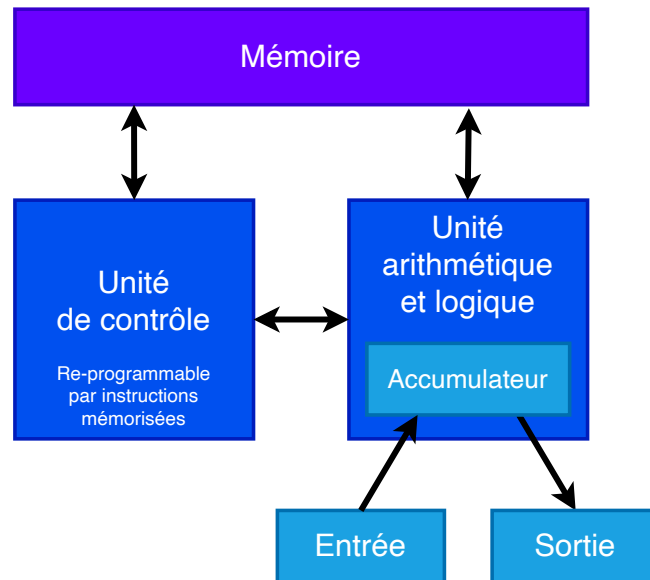 Mémoire
Unité
de contrôle
Re-programmable
par instructions
mémorisées
Unité
arithmétique
et logique
Accumulateur
Entrée
Sortie